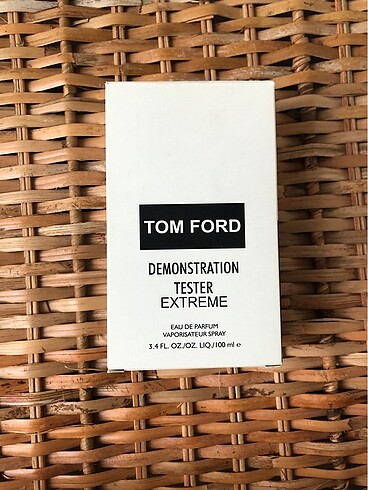 TOM FORD
DEMONSTRATION
TESTER
EXTREME
EAU DE PARFUM
VAPORISATEUR SPRAY
3.4 FL. OZ./OZ. LIQ./100 ml e